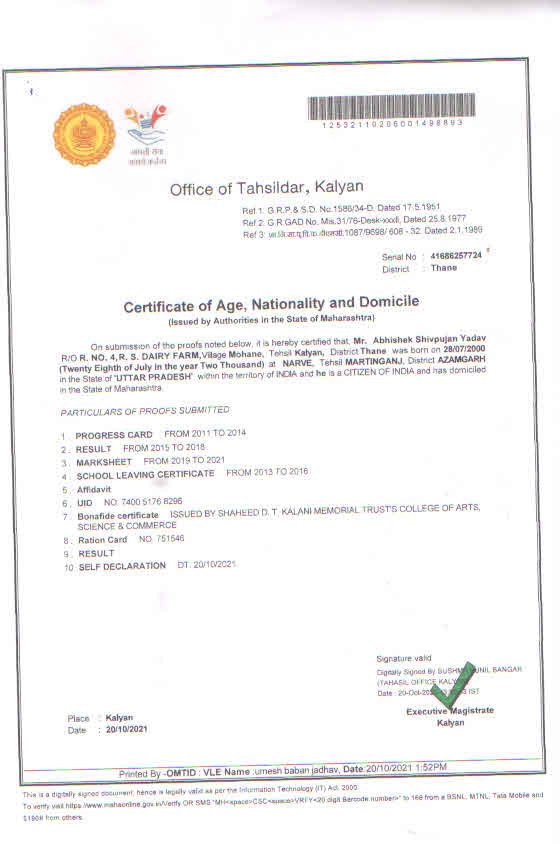 12532110206001498893
आपली सेवा
आमचे कर्तव्य
Office of Tahsildar, Kalyan
Ref 1: G.R.P.& S.D. No.1586/34-D. Dated 17.5.1951
Ref 2: G.R.GAD No. Mis.31/76-Desk-xxxii, Dated 25.8.1977
Ref 3: 1087/9898/ 608 - 32. Dated 2.1.1989
Serial No : 41686257724
District : Thane
Certificate of Age, Nationality and Domicile
(Issued by Authorities in the State of Maharashtra)
On submission of the proofs noted below, it is hereby certified that, Mr. Abhishek Shivpujan Yadav
R/O R. NO. 4, R. S. DAIRY FARM,Village Mohane, Tehsil Kalyan, District Thane was born on 28/07/2000
(Twenty Eighth of July in the year Two Thousand) at NARVE, Tehsil MARTINGANJ, District AZAMGARH
in the State of "UTTAR PRADESH" within the territory of INDIA and he is a CITIZEN OF INDIA and has domiciled
in the State of Maharashtra.
PARTICULARS OF PROOFS SUBMITTED
1 . PROGRESS CARD FROM 2011 TO 2014
2 . RESULT FROM 2015 TO 2018
3 . MARKSHEET FROM 2019 TO 2021
4 . SCHOOL LEAVING CERTIFICATE FROM 2013 TO 2016
5 . Affidavit
6 . UID NO. 7400 5176 8296
7 . Bonafide certificate ISSUED BY SHAHEED D. T. KALANI MEMORIAL TRUST'S COLLEGE OF ARTS,
SCIENCE & COMMERCE
8 . Ration Card NO. 751546
9 . RESULT
10 . SELF DECLARATION DT. 20/10/2021
Signature valid
Digitally Signed By SUSHMA SUNIL BANGAR
(TAHASIL OFFICE KALYAN)
Date : 20-Oct- IST
Executive Magistrate
Kalyan
Place : Kalyan
Date : 20/10/2021
Printed By -OMTID : VLE Name :umesh baban jadhav, Date:20/10/2021 1:52PM
This is a digitally signed document, hence is legally valid as per the Information Technology (IT) Act, 2000.
To verify visit https://www.mahaonline.gov.in/Verify OR SMS "MH<space>CSC<space>VRFY<20 digit Barcode number>" to 166 from a BSNL, MTNL, Tata Mobile and
51969 from others.